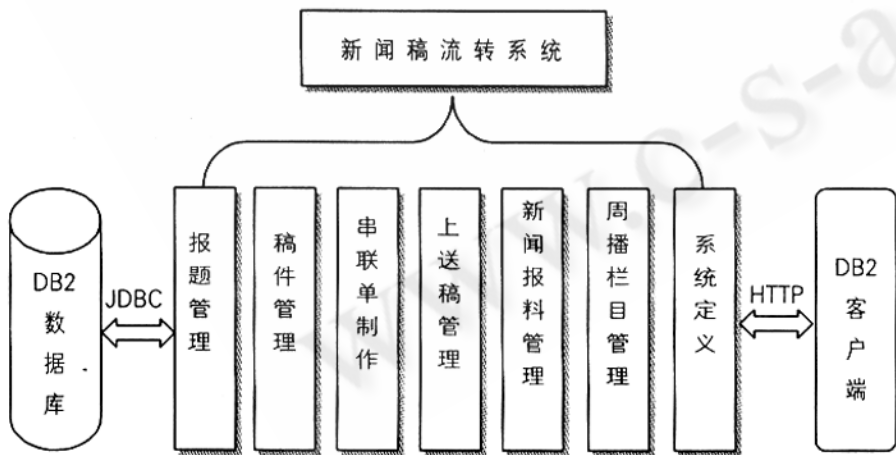 新闻稿流转系统
DB2
数据库
JDBC
报题管理
稿件管理
串联单制作
上送稿管理
新闻报料管理
周播栏目管理
系统定义
HTTP
DB2
客户端
www.c-s-a